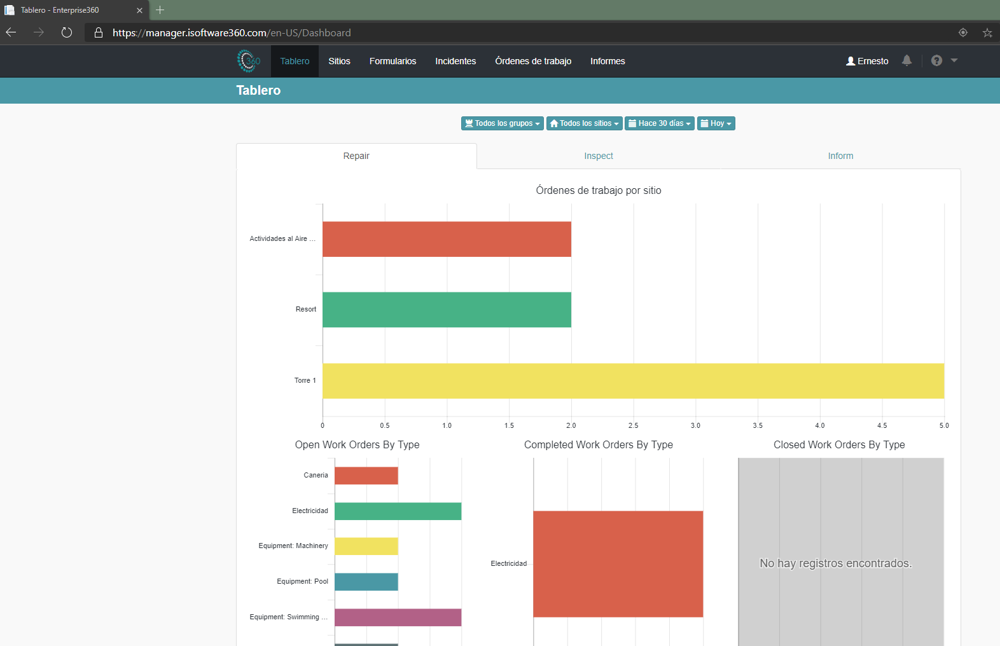 Tablero - Enterprise360
https://manager.isoftware360.com/en-US/Dashboard
360 Tablero Sitios Formularios Incidentes Órdenes de trabajo Informes Ernesto ?
Tablero
Todos los grupos Todos los sitios Hace 30 días Hoy
Repair Inspect Inform
Órdenes de trabajo por sitio
Actividades al Aire ...
Resort
Torre 1
0 0.5 1.0 1.5 2.0 2.5 3.0 3.5 4.0 4.5 5.0
Open Work Orders By Type
Caneria
Electricidad
Equipment: Machinery
Equipment: Pool
Equipment: Swimming ...
Completed Work Orders By Type
Electricidad
Closed Work Orders By Type
No hay registros encontrados.